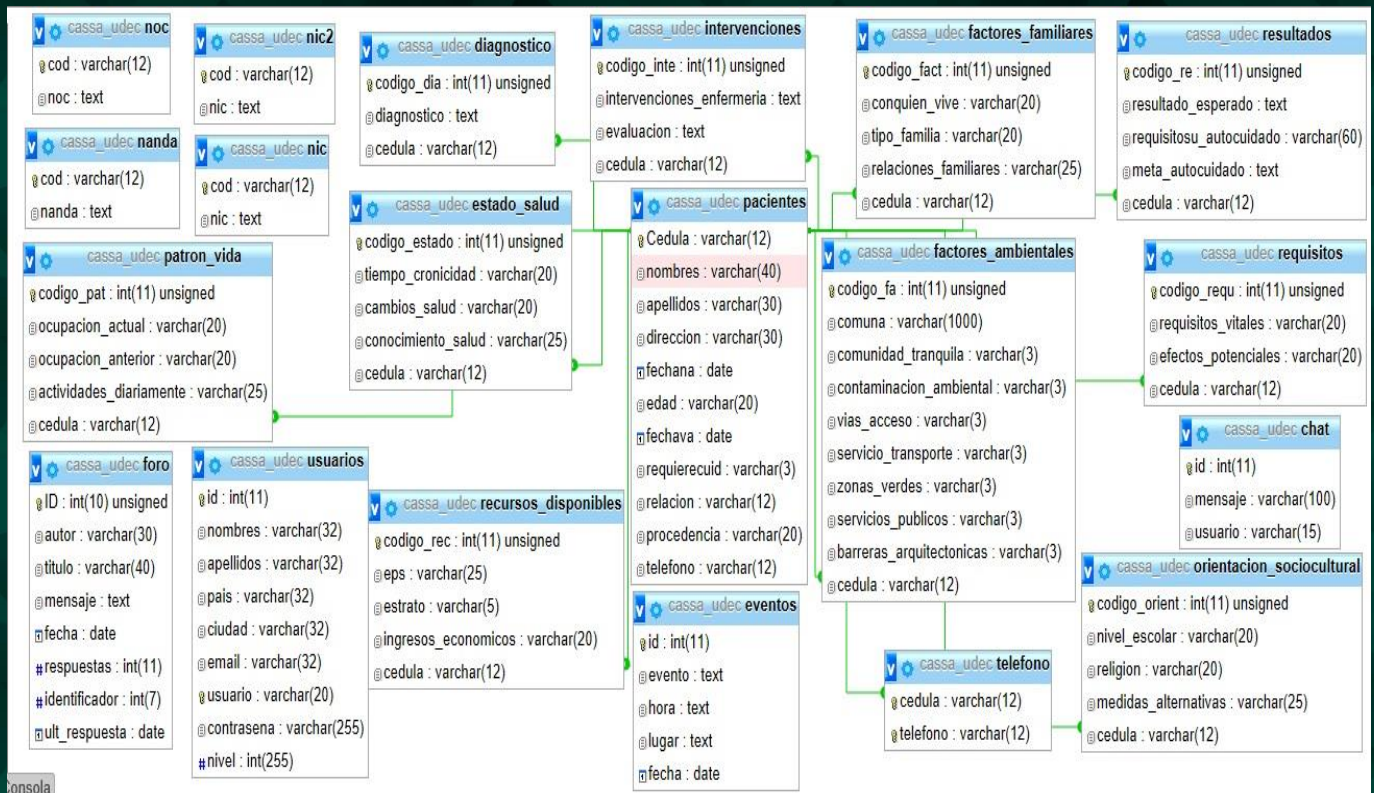 cassa_udec noc
cod : varchar(12)
noc : text
cassa_udec nic2
cod : varchar(12)
nic : text
cassa_udec diagnostico
codigo_dia : int(11) unsigned
diagnostico : text
cedula : varchar(12)
cassa_udec intervenciones
codigo_inte : int(11) unsigned
intervenciones_enfermeria : text
evaluacion : text
cedula : varchar(12)
cassa_udec factores_familiares
codigo_fact : int(11) unsigned
conquien_vive : varchar(20)
tipo_familia : varchar(20)
relaciones_familiares : varchar(25)
cedula : varchar(12)
cassa_udec resultados
codigo_re : int(11) unsigned
resultado_esperado : text
requisitosu_autocuidado : varchar(60)
meta_autocuidado : text
cedula : varchar(12)
cassa_udec nanda
cod : varchar(12)
nanda : text
cassa_udec nic
cod : varchar(12)
nic : text
cassa_udec estado_salud
codigo_estado : int(11) unsigned
tiempo_cronicidad : varchar(20)
cambios_salud : varchar(20)
conocimiento_salud : varchar(25)
cedula : varchar(12)
cassa_udec pacientes
Cedula : varchar(12)
nombres : varchar(40)
apellidos : varchar(30)
direccion : varchar(30)
fechana : date
edad : varchar(20)
fechava : date
requierecuid : varchar(3)
relacion : varchar(12)
procedencia : varchar(20)
telefono : varchar(12)
cassa_udec factores_ambientales
codigo_fa : int(11) unsigned
comuna : varchar(1000)
comunidad_tranquila : varchar(3)
contaminacion_ambiental : varchar(3)
vias_acceso : varchar(3)
servicio_transporte : varchar(3)
zonas_verdes : varchar(3)
servicios_publicos : varchar(3)
barreras_arquitectonicas : varchar(3)
cedula : varchar(12)
cassa_udec requisitos
codigo_requ : int(11) unsigned
requisitos_vitales : varchar(20)
efectos_potenciales : varchar(20)
cedula : varchar(12)
cassa_udec patron_vida
codigo_pat : int(11) unsigned
ocupacion_actual : varchar(20)
ocupacion_anterior : varchar(20)
actividades_diariamente : varchar(25)
cedula : varchar(12)
cassa_udec chat
id : int(11)
mensaje : varchar(100)
usuario : varchar(15)
cassa_udec foro
ID : int(10) unsigned
autor : varchar(30)
titulo : varchar(40)
mensaje : text
fecha : date
#respuestas : int(11)
#identificador : int(7)
ult_respuesta : date
cassa_udec usuarios
id : int(11)
nombres : varchar(32)
apellidos : varchar(32)
pais : varchar(32)
ciudad : varchar(32)
email : varchar(32)
usuario : varchar(20)
contrasena : varchar(255)
#nivel : int(255)
cassa_udec recursos_disponibles
codigo_rec : int(11) unsigned
eps : varchar(25)
estrato : varchar(5)
ingresos_economicos : varchar(20)
cedula : varchar(12)
cassa_udec eventos
id : int(11)
evento : text
hora : text
lugar : text
fecha : date
cassa_udec telefono
cedula : varchar(12)
telefono : varchar(12)
cassa_udec orientacion_sociocultural
codigo_orient : int(11) unsigned
nivel_escolar : varchar(20)
religion : varchar(20)
medidas_alternativas : varchar(25)
cedula : varchar(12)
onsola